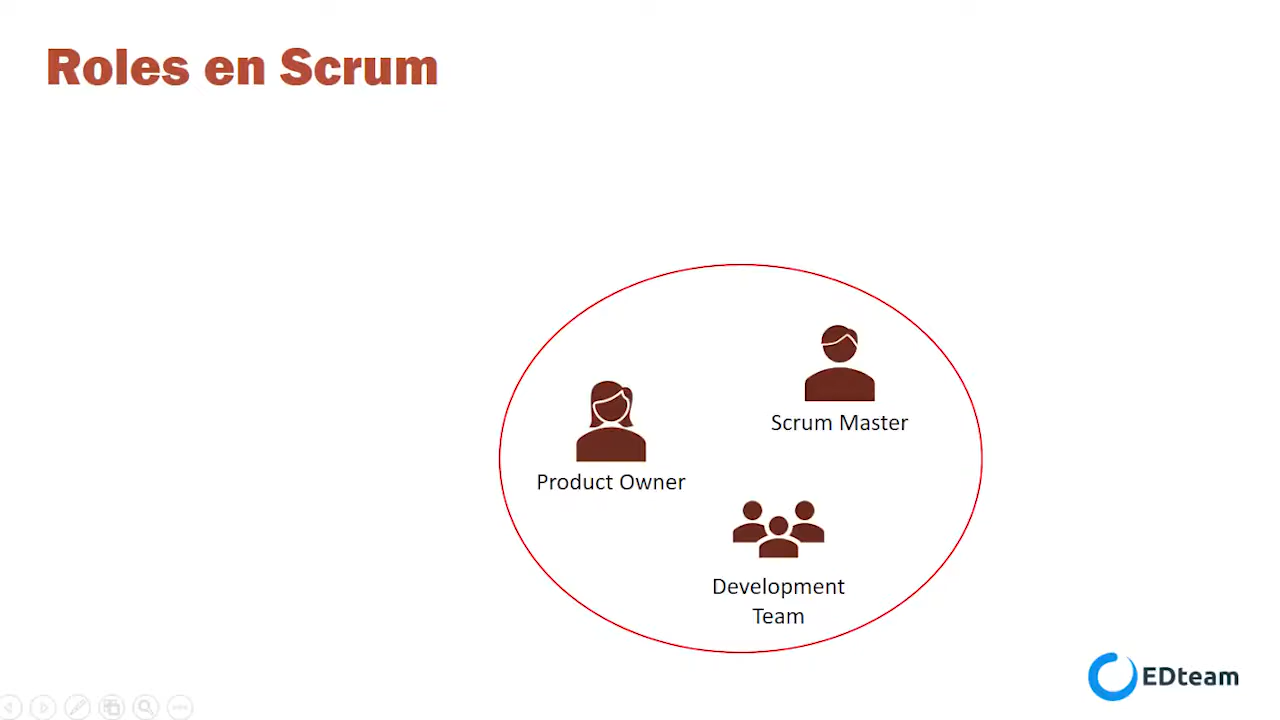 Roles en Scrum
Scrum Master
Product Owner
Development
Team
EDteam